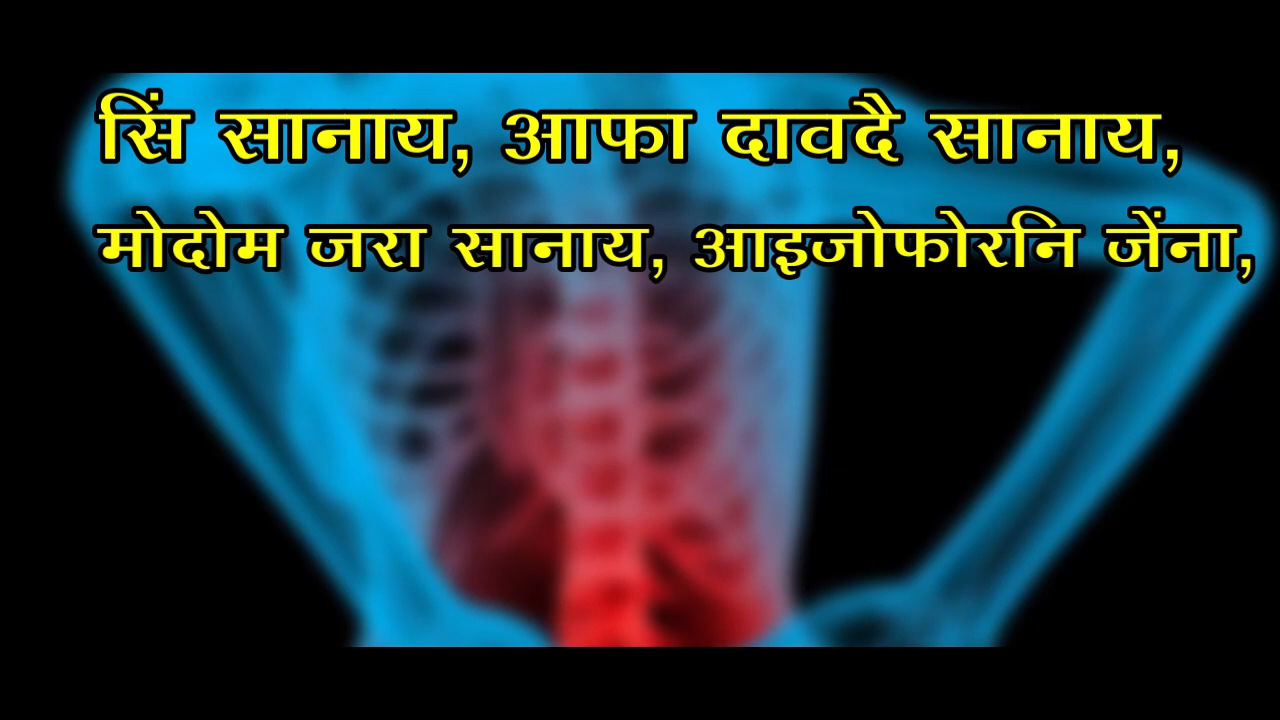 सिं सानाय, आफा दावदै सानाय,
मोदोम जरा सानाय, आइजोफोरनि जेंना,